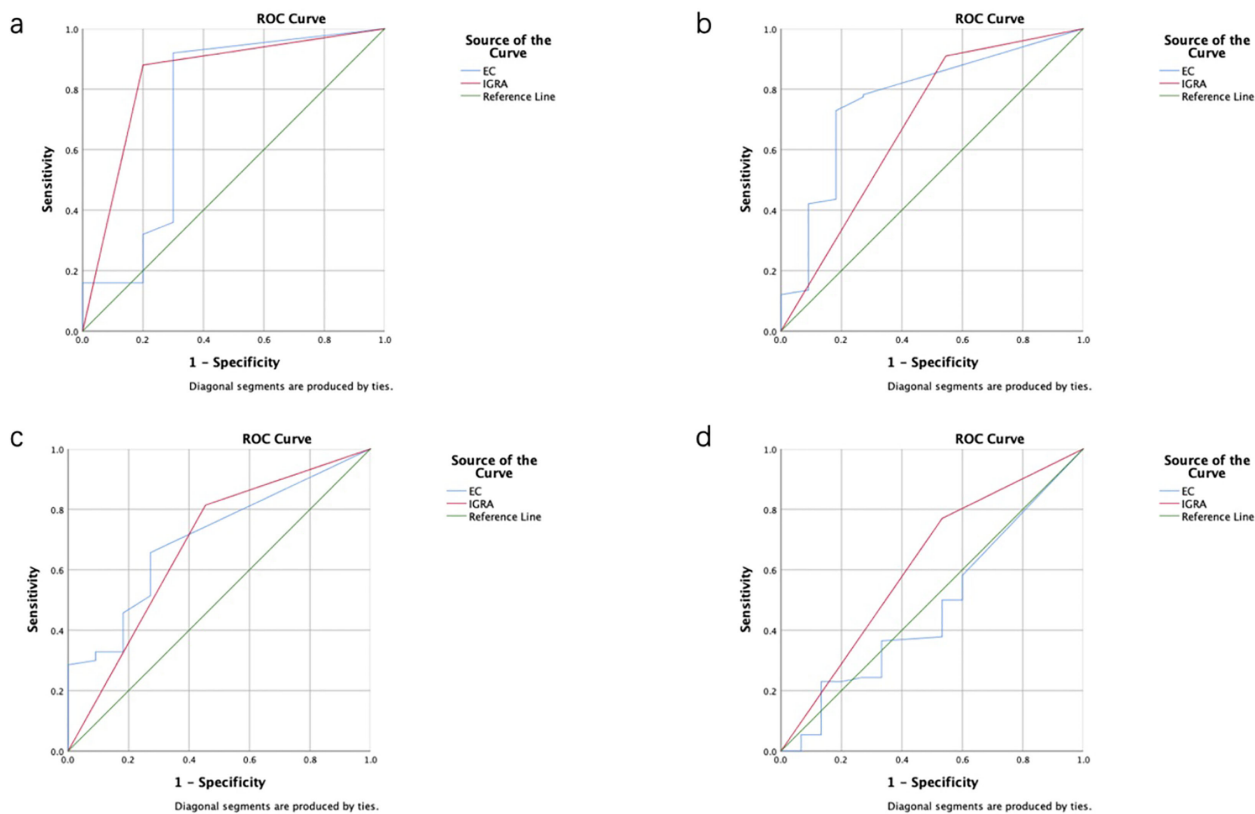 a
ROC Curve
Source of the
Curve
EC
IGRA
Reference Line
1.0
0.8
0.6
0.4
0.2
0.0
Sensitivity
0.0 0.2 0.4 0.6 0.8 1.0
1 - Specificity
Diagonal segments are produced by ties.
b
ROC Curve
Source of the
Curve
EC
IGRA
Reference Line
1.0
0.8
0.6
0.4
0.2
0.0
Sensitivity
0.0 0.2 0.4 0.6 0.8 1.0
1 - Specificity
Diagonal segments are produced by ties.
c
ROC Curve
Source of the
Curve
EC
IGRA
Reference Line
1.0
0.8
0.6
0.4
0.2
0.0
Sensitivity
0.0 0.2 0.4 0.6 0.8 1.0
1 - Specificity
Diagonal segments are produced by ties.
d
ROC Curve
Source of the
Curve
EC
IGRA
Reference Line
1.0
0.8
0.6
0.4
0.2
0.0
Sensitivity
0.0 0.2 0.4 0.6 0.8 1.0
1 - Specificity
Diagonal segments are produced by ties.